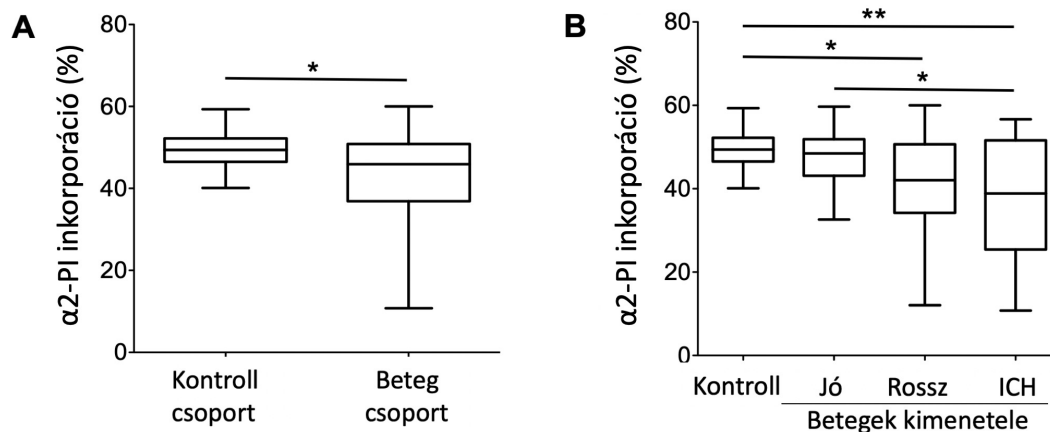 A
α2-PI inkorporáció (%)
80
60
40
20
0
*
Kontroll
csoport
Beteg
csoport
B
α2-PI inkorporáció (%)
80
60
40
20
0
**
*
*
Kontroll Jó Rossz ICH
Betegek kimenetele